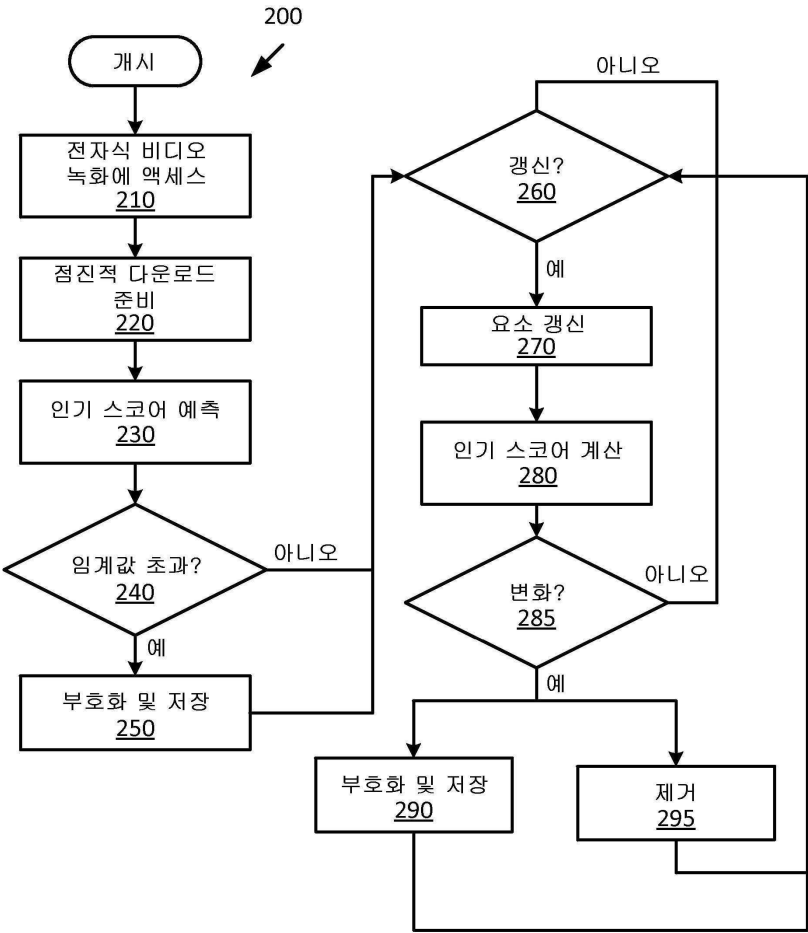 200
개시
전자식 비디오
녹화에 액세스
210
점진적 다운로드
준비
220
인기 스코어 예측
230
임계값 초과?
240
아니오
예
부호화 및 저장
250
아니오
갱신?
260
예
요소 갱신
270
인기 스코어 계산
280
변화?
285
아니오
예
부호화 및 저장
290
제거
295